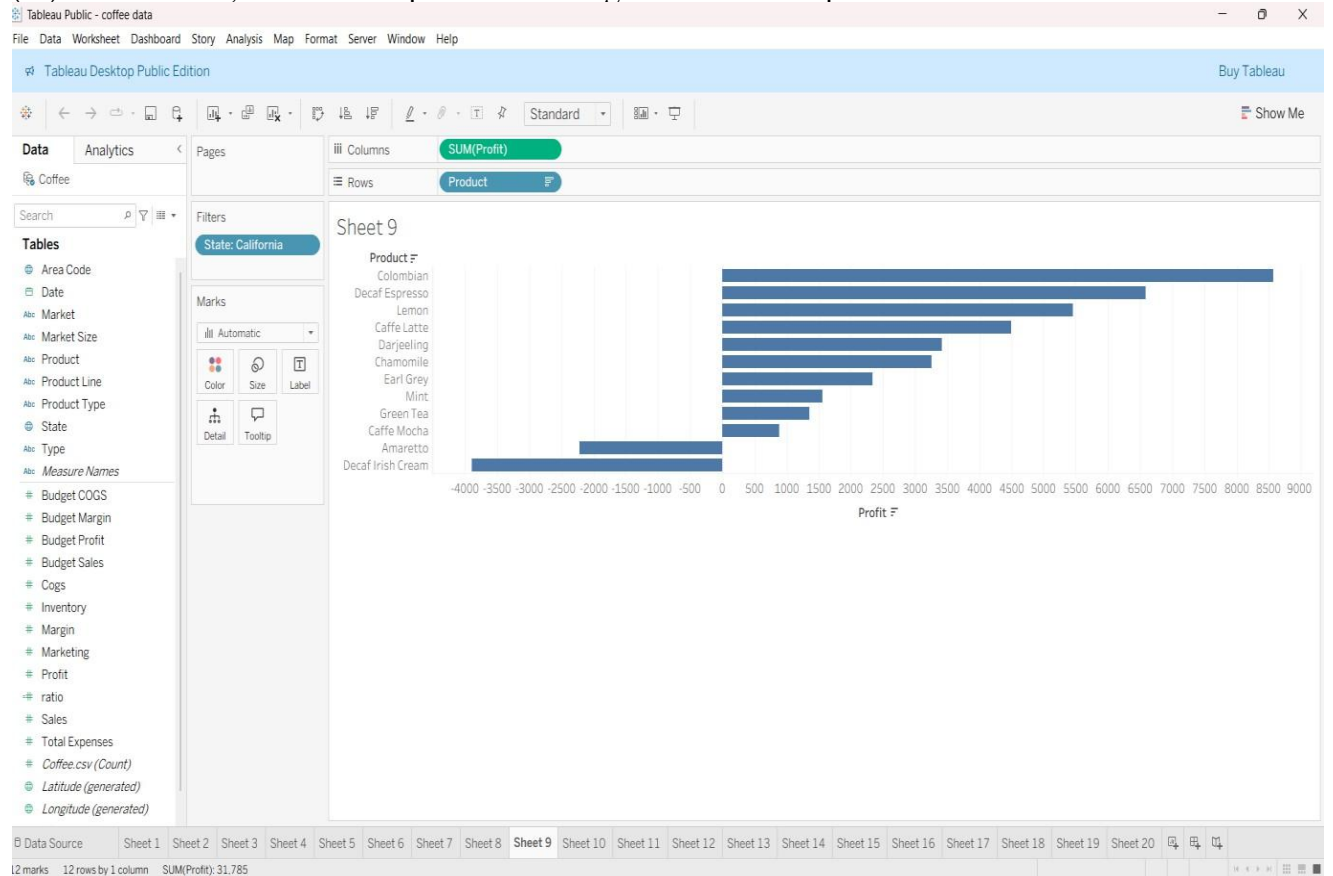 Tableau Public - coffee data
File Data Worksheet Dashboard Story Analysis Map Format Server Window Help
Tableau Desktop Public Edition Buy Tableau
Standard Show Me
Data Analytics
Coffee
Search
Tables
Area Code
Date
Abc Market
Abc Market Size
Abc Product
Abc Product Line
Abc Product Type
State
Abc Type
Abc Measure Names
# Budget COGS
# Budget Margin
# Budget Profit
# Budget Sales
# Cogs
# Inventory
# Margin
# Marketing
# Profit
=# ratio
# Sales
# Total Expenses
# Coffee.csv (Count)
Latitude (generated)
Longitude (generated)
Pages
Filters
State: California
Marks
Automatic
Color Size Label
Detail Tooltip
Columns SUM(Profit)
Rows Product
Sheet 9
Product
Colombian
Decaf Espresso
Lemon
Caffe Latte
Darjeeling
Chamomile
Earl Grey
Mint
Green Tea
Caffe Mocha
Amaretto
Decaf Irish Cream
-4000 -3500 -3000 -2500 -2000 -1500 -1000 -500 0 500 1000 1500 2000 2500 3000 3500 4000 4500 5000 5500 6000 6500 7000 7500 8000 8500 9000
Profit
Data Source Sheet 1 Sheet 2 Sheet 3 Sheet 4 Sheet 5 Sheet 6 Sheet 7 Sheet 8 Sheet 9 Sheet 10 Sheet 11 Sheet 12 Sheet 13 Sheet 14 Sheet 15 Sheet 16 Sheet 17 Sheet 18 Sheet 19 Sheet 20
12 marks 12 rows by 1 column SUM(Profit): 31,785